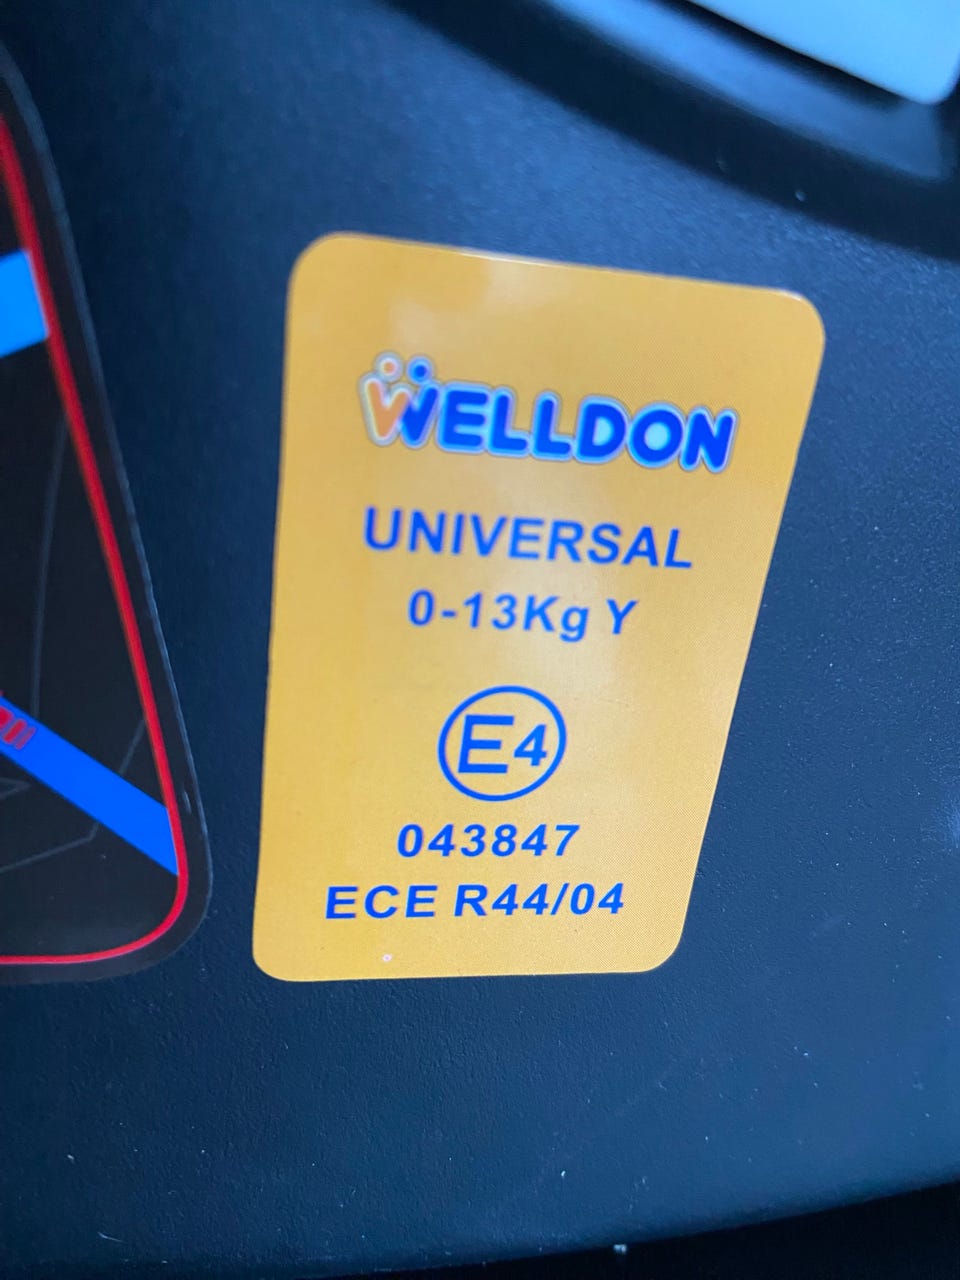 WELLDON
UNIVERSAL
0-13Kg Y
E4
043847
ECE R44/04